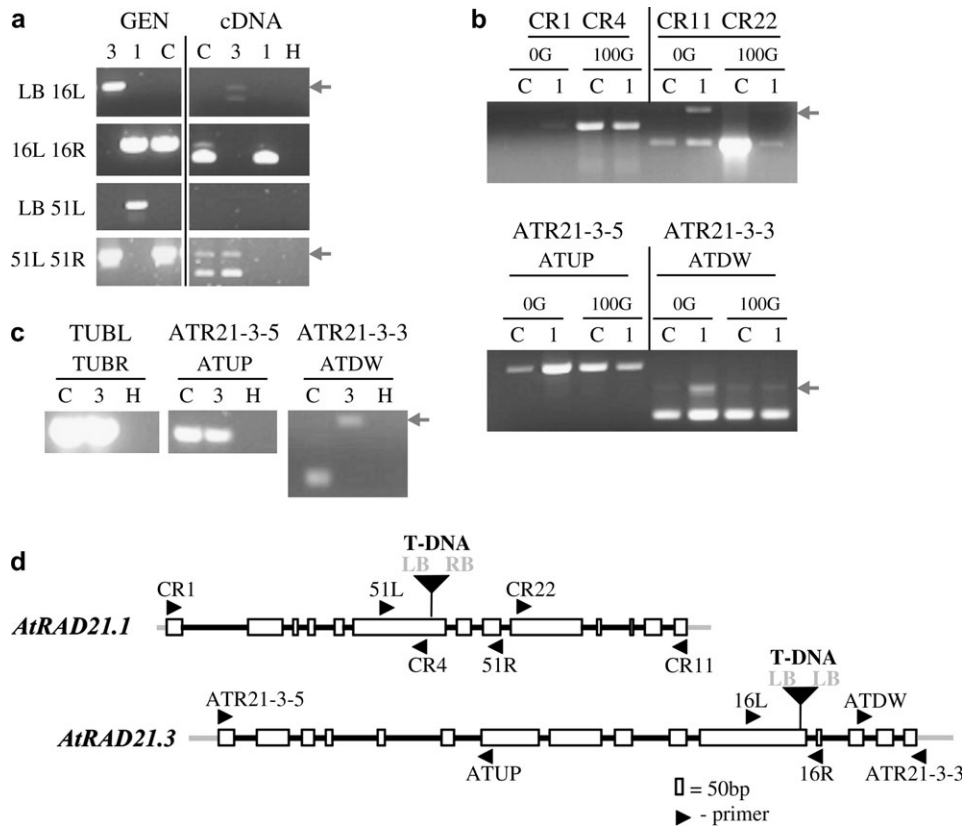 a
GEN cDNA
3 1 C C 3 1 H
LB 16L
16L 16R
LB 51L
51L 51R
b
CR1 CR4 CR11 CR22
0G 100G 0G 100G
C 1 C 1 C 1 C 1
ATR21-3-5 ATR21-3-3
ATUP ATDW
0G 100G 0G 100G
C 1 C 1 C 1 C 1
c
TUBL ATR21-3-5 ATR21-3-3
TUBR ATUP ATDW
C 3 H C 3 H C 3 H
d
T-DNA
LB RB
CR1 51L CR22
AtRAD21.1
CR4 51R CR11
T-DNA
LB LB
ATR21-3-5 16L ATDW
AtRAD21.3
ATUP 16R ATR21-3-3
= 50bp
- primer